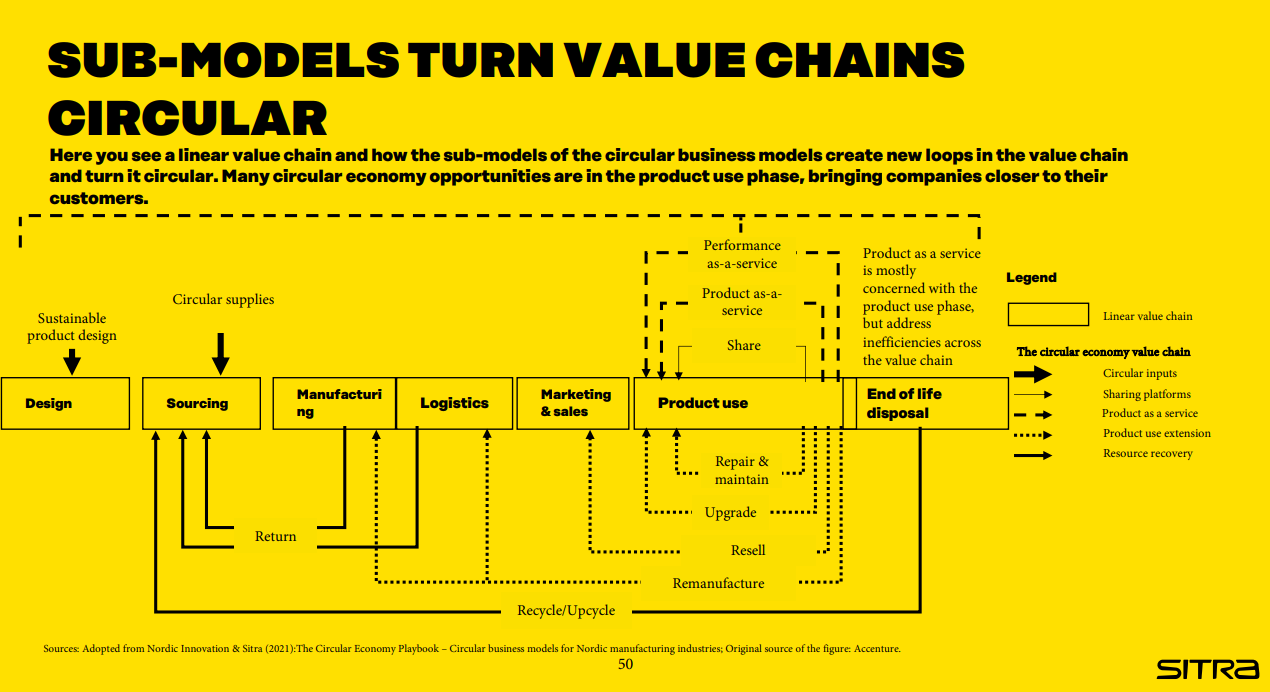 SUB-MODELS TURN VALUE CHAINS
CIRCULAR
Here you see a linear value chain and how the sub-models of the circular business models create new loops in the value chain
and turn it circular. Many circular economy opportunities are in the product use phase, bringing companies closer to their
customers.
Performance
as-a-service
Product as-a-
service
Share
Product as a service
is mostly
concerned with the
product use phase,
but address
inefficiencies across
the value chain
Circular supplies
Sustainable
product design
Design
Sourcing
Manufacturi
ng
Logistics
Marketing
& sales
Product use
End of life
disposal
Repair &
maintain
Upgrade
Return
Resell
Remanufacture
Recycle/Upcycle
Legend
Linear value chain
The circular economy value chain
Circular inputs
Sharing platforms
Product as a service
Product use extension
Resource recovery
Sources: Adopted from Nordic Innovation & Sitra (2021):The Circular Economy Playbook – Circular business models for Nordic manufacturing industries; Original source of the figure: Accenture.
50
SITRA